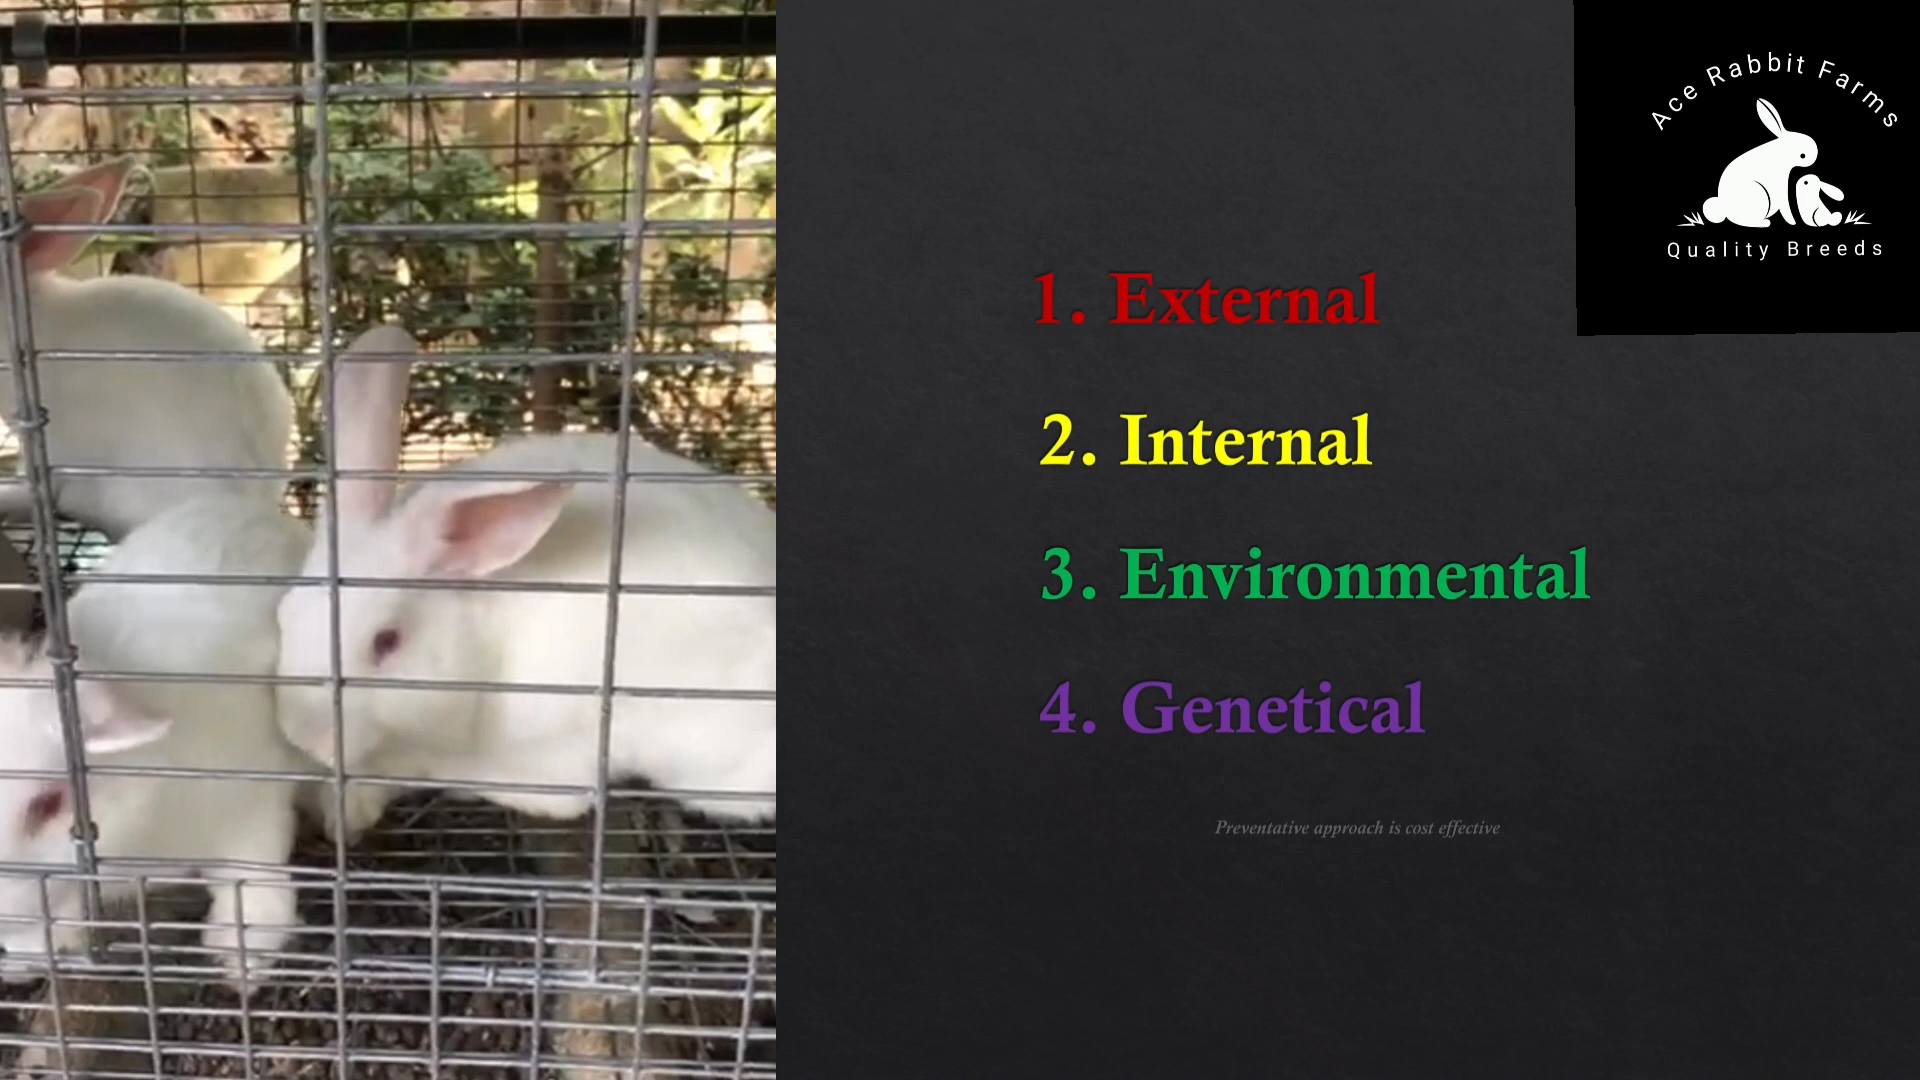 Ace Rabbit Farms
Quality Breeds
1. External
2. Internal
3. Environmental
4. Genetical
Preventative approach is cost effective